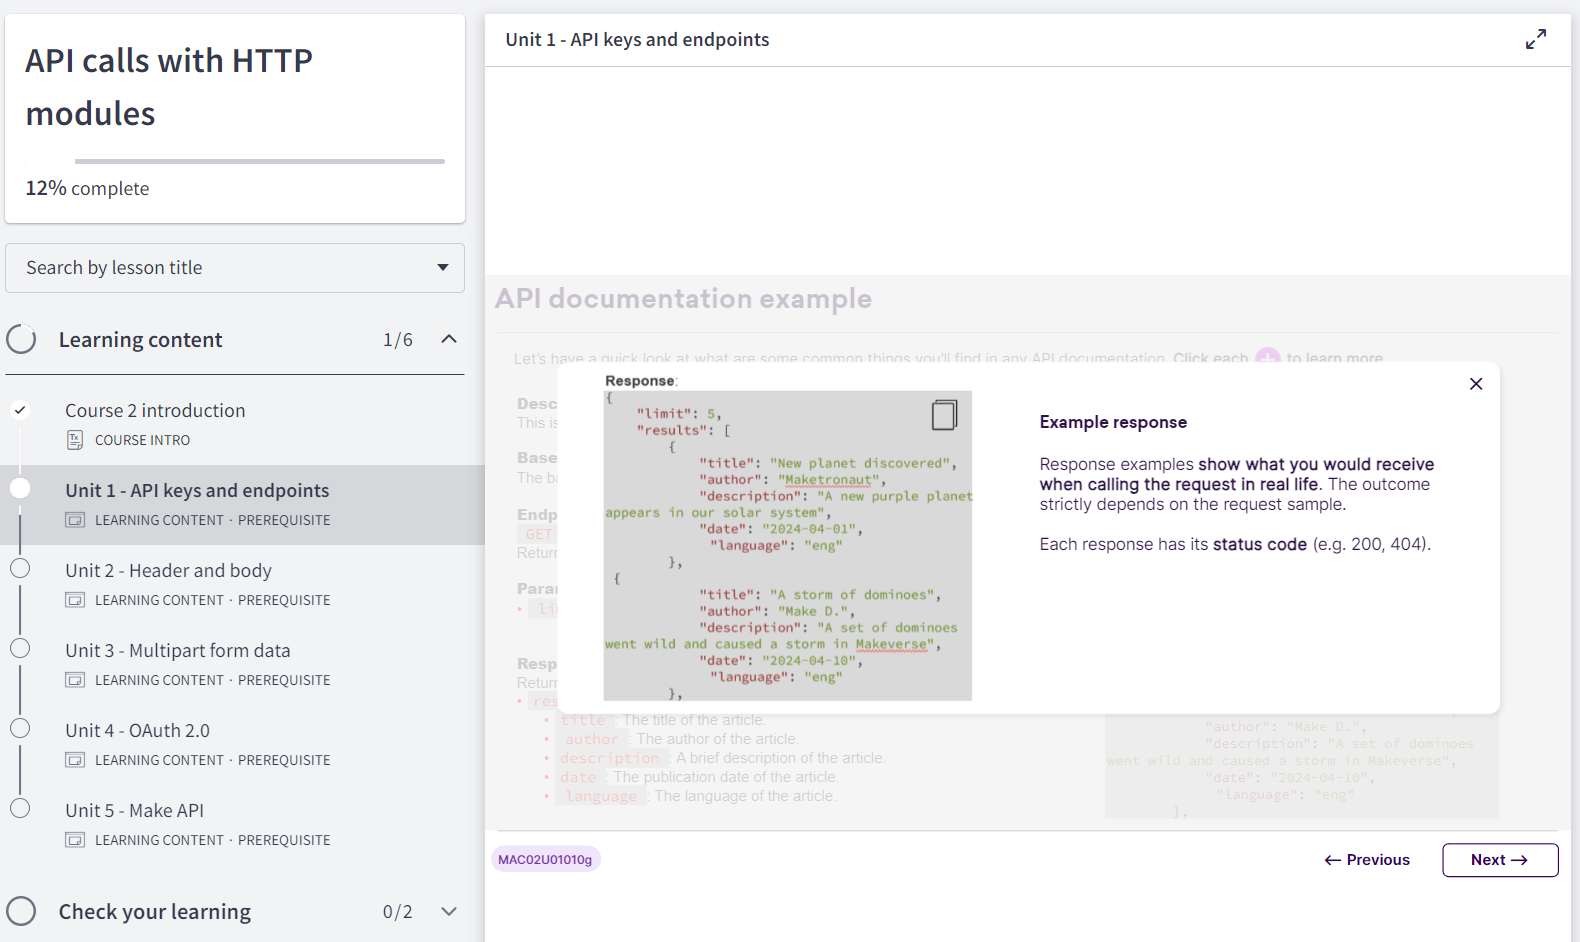 API calls with HTTP
modules
12% complete
Search by lesson title
Learning content 1/6
Course 2 introduction
COURSE INTRO
Unit 1 - API keys and endpoints
LEARNING CONTENT · PREREQUISITE
Unit 2 - Header and body
LEARNING CONTENT · PREREQUISITE
Unit 3 - Multipart form data
LEARNING CONTENT · PREREQUISITE
Unit 4 - OAuth 2.0
LEARNING CONTENT · PREREQUISITE
Unit 5 - Make API
LEARNING CONTENT · PREREQUISITE
Check your learning 0/2
Unit 1 - API keys and endpoints
API documentation example
Let's have a quick look at what are some common things you'll find in any API documentation. Click each + to learn more
Desc
This is
Base
The ba
Endp
GET
Return
Para
• li
Resp
Return
• res
Response:
{
"limit": 5,
"results": [
{
"title": "New planet discovered",
"author": "Maketronaut",
"description": "A new purple planet
appears in our solar system",
"date": "2024-04-01",
"language": "eng"
},
{
"title": "A storm of dominoes",
"author": "Make D.",
"description": "A set of dominoes
went wild and caused a storm in Makeverse",
"date": "2024-04-10",
"language": "eng"
},
Example response
Response examples show what you would receive
when calling the request in real life. The outcome
strictly depends on the request sample.
Each response has its status code (e.g. 200, 404).
• title : The title of the article.
• author : The author of the article.
• description : A brief description of the article.
• date : The publication date of the article.
• language : The language of the article.
"author": "Make D.",
"description": "A set of dominoes
went wild and caused a storm in Makeverse",
"date": "2024-04-10",
"language": "eng"
},
MAC02U01010g
← Previous
Next →